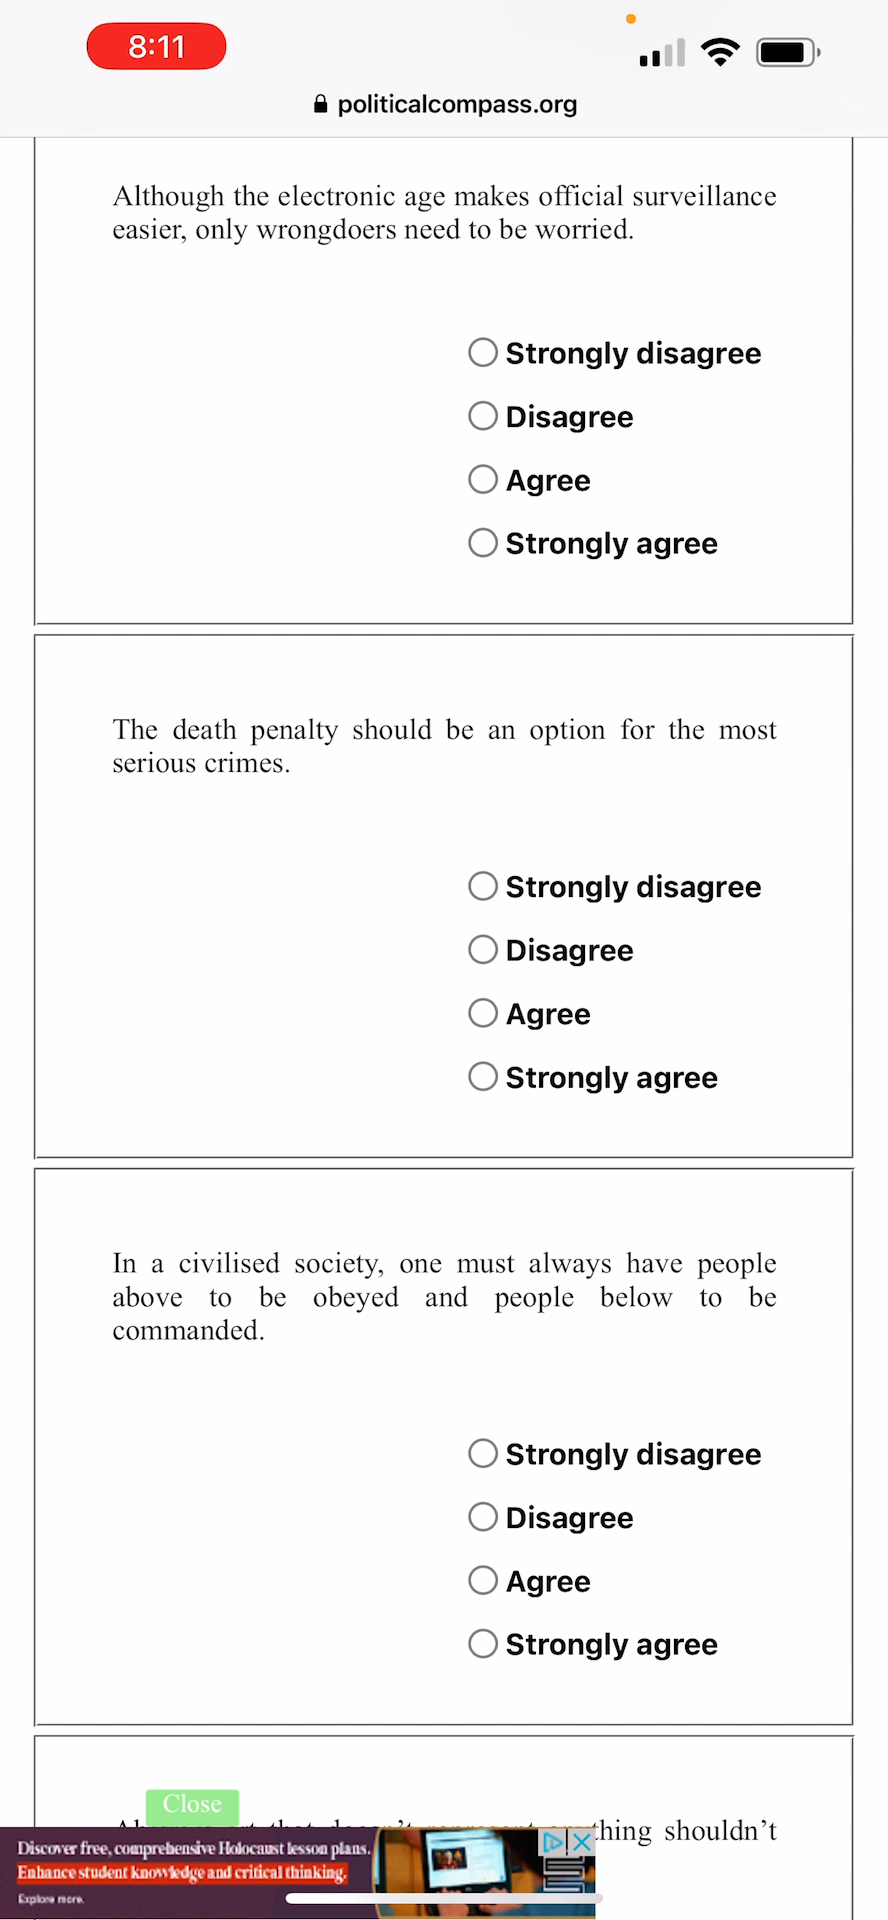 8:11
politicalcompass.org
Although the electronic age makes official surveillance
easier, only wrongdoers need to be worried.
Strongly disagree
Disagree
Agree
Strongly agree
The death penalty should be an option for the most
serious crimes.
Strongly disagree
Disagree
Agree
Strongly agree
In a civilised society, one must always have people
above to be obeyed and people below to be
commanded.
Strongly disagree
Disagree
Agree
Strongly agree
Close
shouldn't
Discover free, comprehensive Holocaust lesson plans.
Enhance student knowledge and critical thinking.
Explore more.